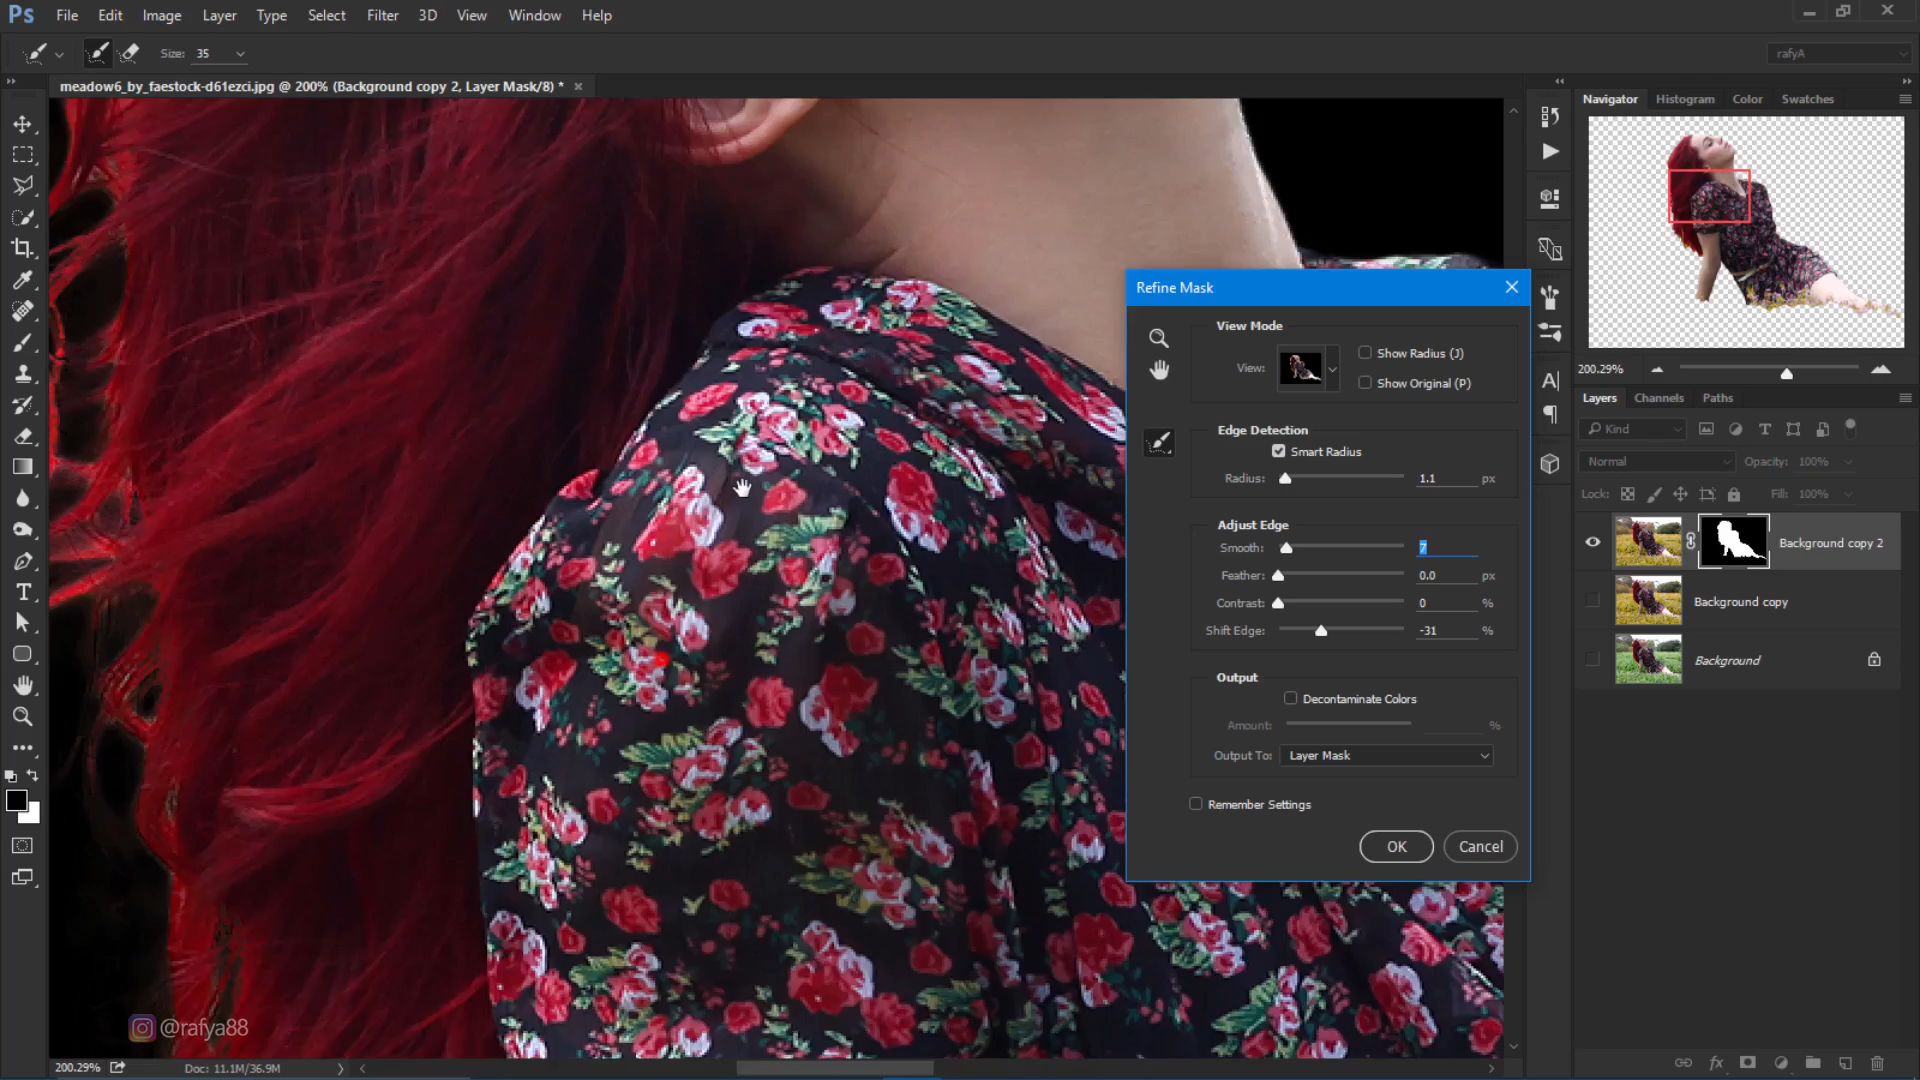 Ps File Edit Image Layer Type Select Filter 3D View Window Help
Size: 35
rafyA
meadow6_by_faestock-d61ezci.jpg @ 200% (Background copy 2, Layer Mask/8) *
Navigator Histogram Color Swatches
200.29%
Layers Channels Paths
Kind
Normal Opacity: 100%
Lock: Fill: 100%
Background copy 2
Background copy
Background
Refine Mask
View Mode
View: Show Radius (J)
Show Original (P)
Edge Detection
Smart Radius
Radius: 1.1 px
Adjust Edge
Smooth: 7
Feather: 0.0 px
Contrast: 0 %
Shift Edge: -31 %
Output
Decontaminate Colors
Amount: %
Output To: Layer Mask
Remember Settings
OK Cancel
@rafya88
200.29% Doc: 11.1M/36.9M